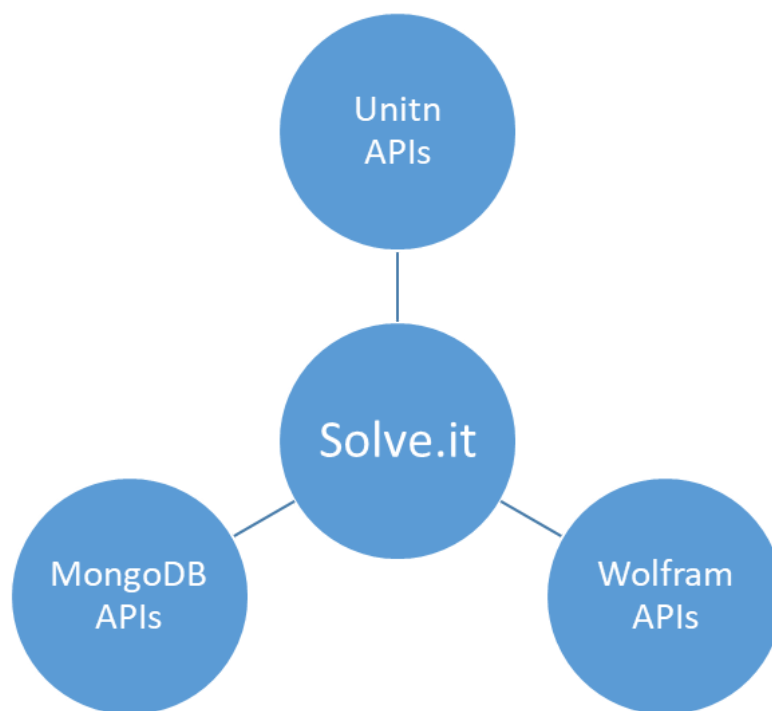 Unitn
APIs
Solve.it
MongoDB
APIs
Wolfram
APIs